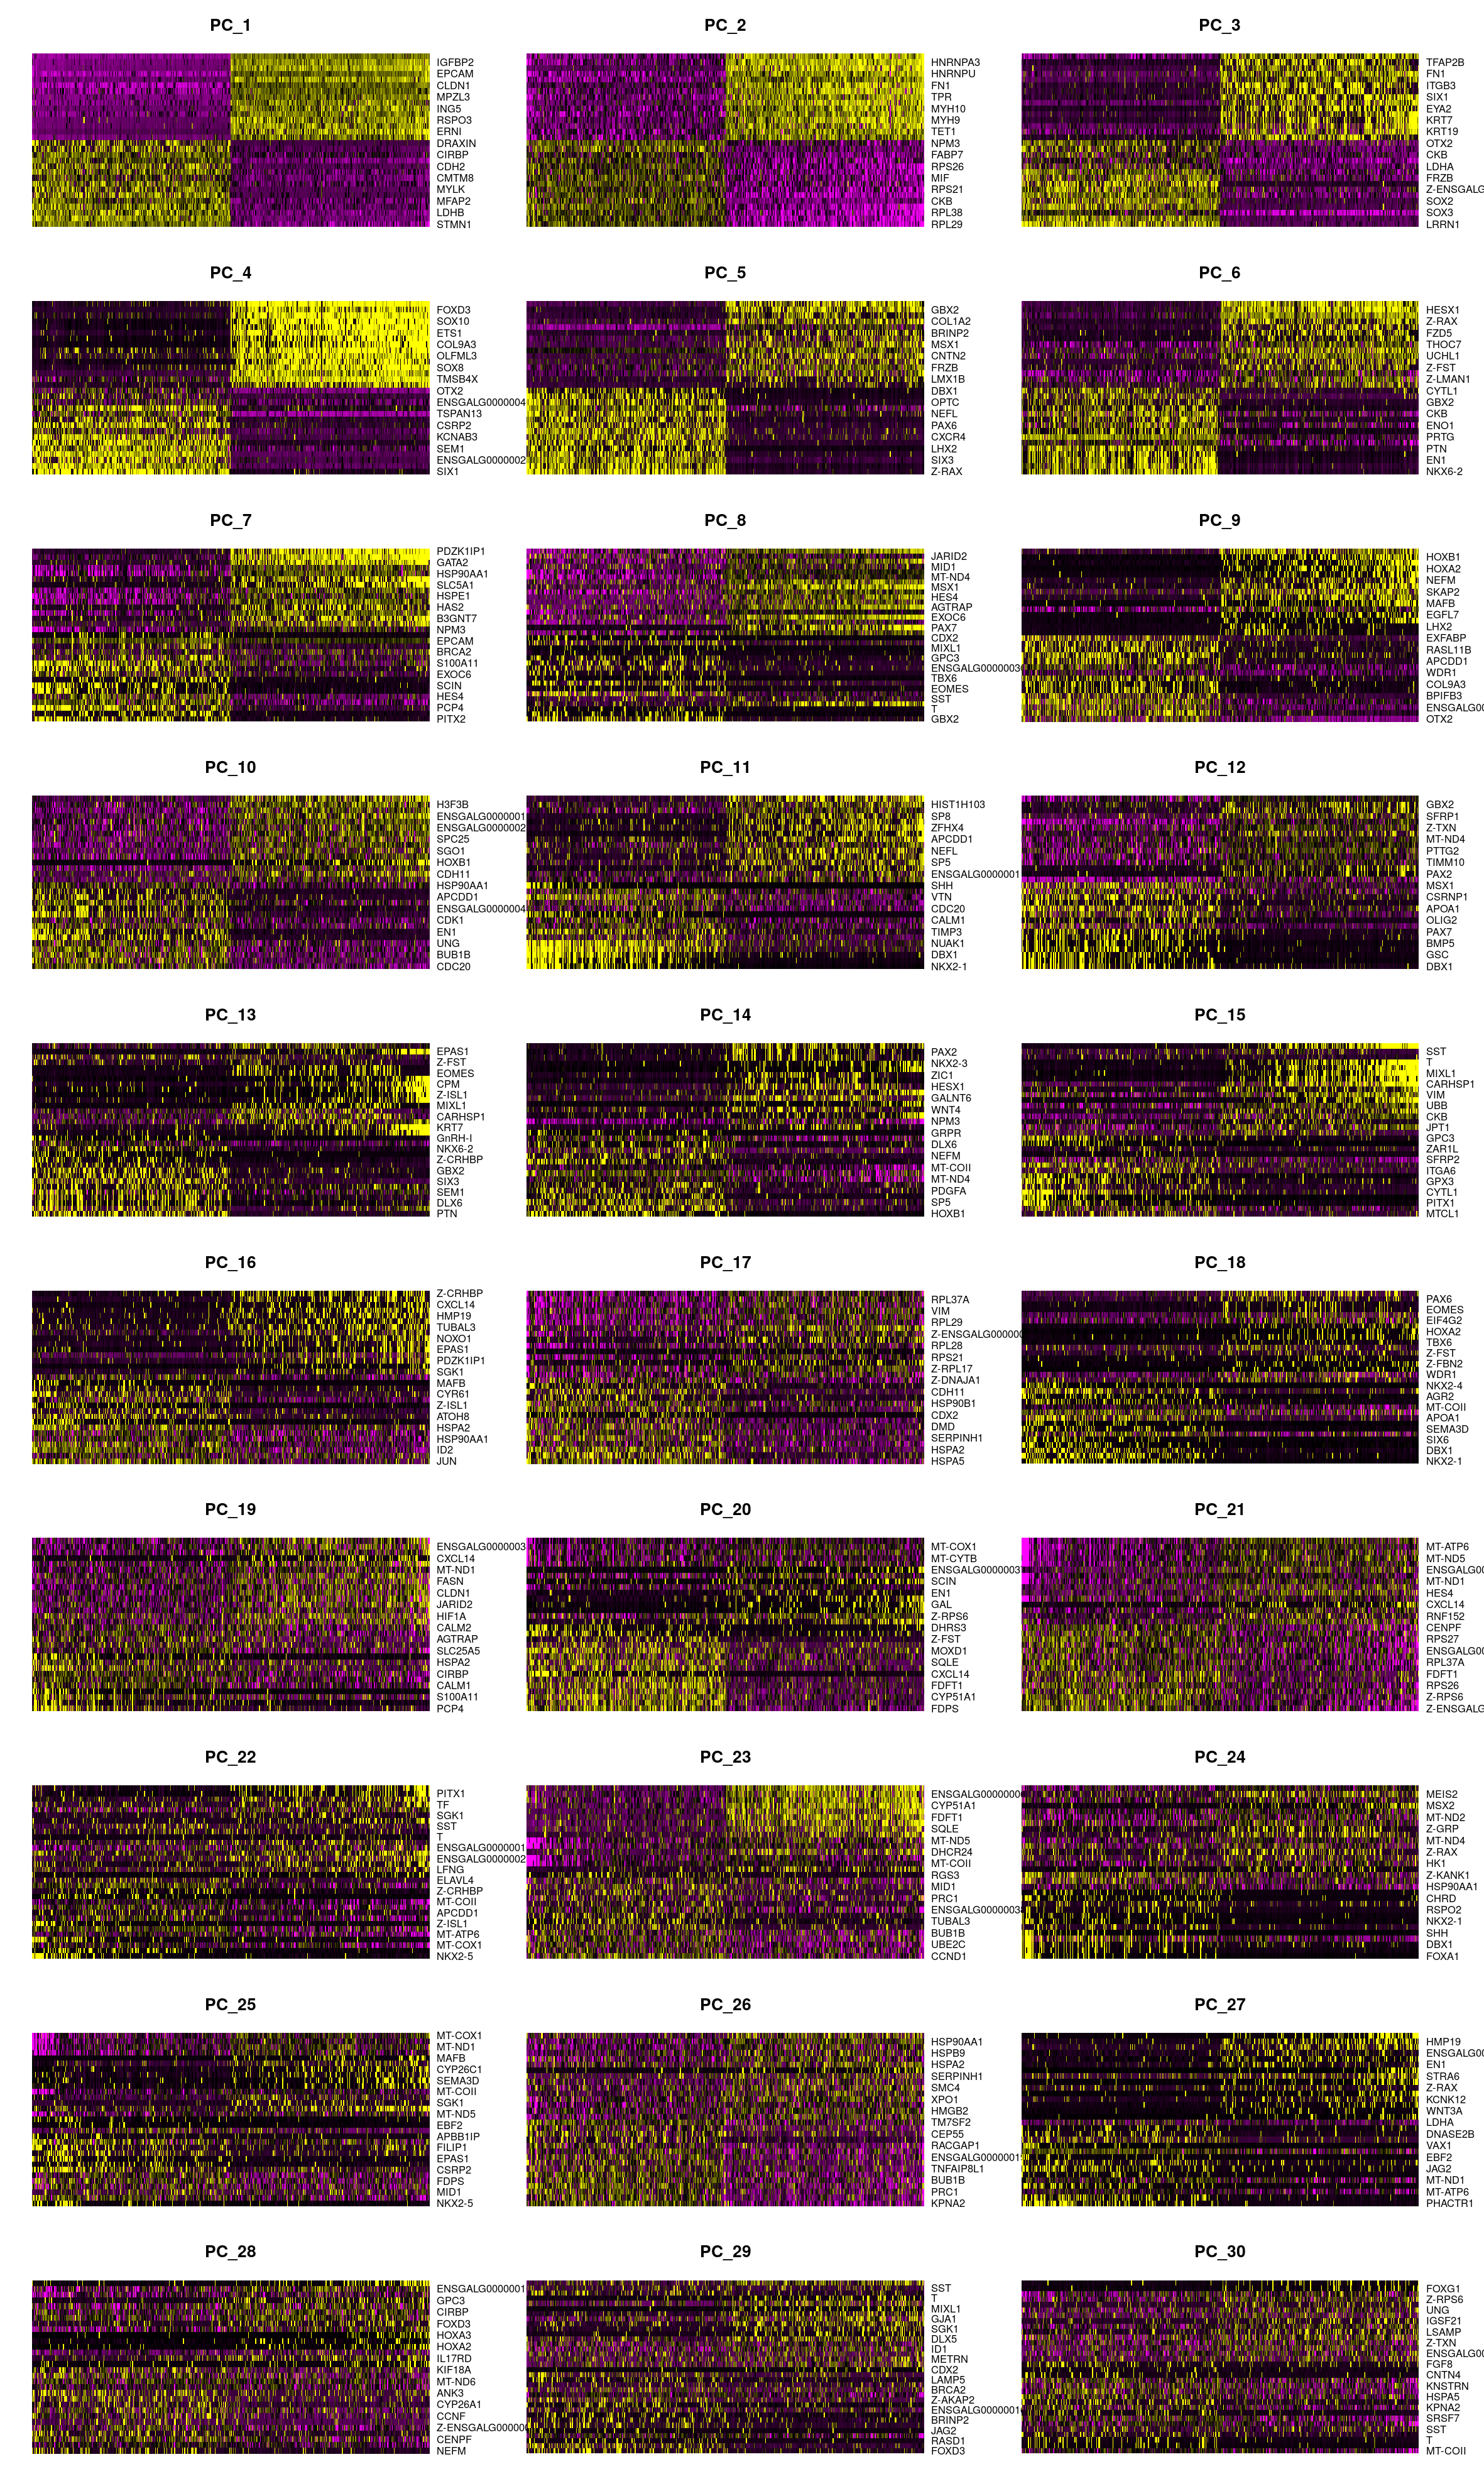 PC_1
IGFBP2
EPCAM
CLDN1
MPZL3
ING5
RSPO3
ERNI
DRAXIN
CIRBP
CDH2
CMTM8
MYLK
MFAP2
LDHB
STMN1
PC_2
HNRNPA3
HNRNPU
FN1
TPR
MYH10
MYH9
TET1
NPM3
FABP7
RPS26
MIF
RPS21
CKB
RPL38
RPL29
PC_3
TFAP2B
FN1
ITGB3
SIX1
EYA2
KRT7
KRT19
OTX2
CKB
LDHA
FRZB
Z-ENSGALG
SOX2
SOX3
LRRN1
PC_4
FOXD3
SOX10
ETS1
COL9A3
OLFML3
SOX8
TMSB4X
OTX2
ENSGALG0000004
TSPAN13
CSRP2
KCNAB3
SEM1
ENSGALG0000002
SIX1
PC_5
GBX2
COL1A2
BRINP2
MSX1
CNTN2
FRZB
LMX1B
DBX1
OPTC
NEFL
PAX6
CXCR4
LHX2
SIX3
Z-RAX
PC_6
HESX1
Z-RAX
FZD5
THOC7
UCHL1
Z-FST
Z-LMAN1
CYTL1
GBX2
CKB
ENO1
PRTG
PTN
EN1
NKX6-2
PC_7
PDZK1IP1
GATA2
HSP90AA1
SLC5A1
HSPE1
HAS2
B3GNT7
NPM3
EPCAM
BRCA2
S100A11
EXOC6
SCIN
HES4
PCP4
PITX2
PC_8
JARID2
MID1
MT-ND4
MSX1
HES4
AGTRAP
EXOC6
PAX7
CDX2
MIXL1
GPC3
ENSGALG0000003
TBX6
EOMES
SST
T
GBX2
PC_9
HOXB1
HOXA2
NEFM
SKAP2
MAFB
EGFL7
LHX2
EXFABP
RASL11B
APCDD1
WDR1
COL9A3
BPIFB3
ENSGALG00
OTX2
PC_10
H3F3B
ENSGALG0000001
ENSGALG0000002
SPC25
SGO1
HOXB1
CDH11
HSP90AA1
APCDD1
ENSGALG0000004
CDK1
EN1
UNG
BUB1B
CDC20
PC_11
HIST1H103
SP8
ZFHX4
APCDD1
NEFL
SP5
ENSGALG0000001
SHH
VTN
CDC20
CALM1
TIMP3
NUAK1
DBX1
NKX2-1
PC_12
GBX2
SFRP1
Z-TXN
MT-ND4
PTTG2
TIMM10
PAX2
MSX1
CSRNP1
APOA1
OLIG2
PAX7
BMP5
GSC
DBX1
PC_13
EPAS1
Z-FST
EOMES
CPM
Z-ISL1
MIXL1
CARHSP1
KRT7
GnRH-I
NKX6-2
Z-CRHBP
GBX2
SIX3
SEM1
DLX6
PTN
PC_14
PAX2
NKX2-3
ZIC1
HESX1
GALNT6
WNT4
NPM3
GRPR
DLX6
NEFM
MT-COII
MT-ND4
PDGFA
SP5
HOXB1
PC_15
SST
T
MIXL1
CARHSP1
VIM
UBB
CKB
JPT1
GPC3
ZAR1L
SFRP2
ITGA6
GPX3
CYTL1
PITX1
MTCL1
PC_16
Z-CRHBP
CXCL14
HMP19
TUBAL3
NOXO1
EPAS1
PDZK1IP1
SGK1
MAFB
CYR61
Z-ISL1
ATOH8
HSPA2
HSP90AA1
ID2
JUN
PC_17
RPL37A
VIM
RPL29
Z-ENSGALG000000
RPL28
RPS21
Z-RPL17
Z-DNAJA1
CDH11
HSP90B1
CDX2
DMD
SERPINH1
HSPA2
HSPA5
PC_18
PAX6
EOMES
EIF4G2
HOXA2
TBX6
Z-FST
Z-FBN2
WDR1
NKX2-4
AGR2
MT-COII
APOA1
SEMA3D
SIX6
DBX1
NKX2-1
PC_19
ENSGALG0000003
CXCL14
MT-ND1
FASN
CLDN1
JARID2
HIF1A
CALM2
AGTRAP
SLC25A5
HSPA2
CIRBP
CALM1
S100A11
PCP4
PC_20
MT-COX1
MT-CYTB
ENSGALG0000003
SCIN
EN1
GAL
Z-RPS6
DHRS3
Z-FST
MOXD1
SQLE
CXCL14
FDFT1
CYP51A1
FDPS
PC_21
MT-ATP6
MT-ND5
ENSGALG00
MT-ND1
HES4
CXCL14
RNF152
CENPF
RPS27
ENSGALG00
RPL37A
FDFT1
RPS26
Z-RPS6
Z-ENSGALG
PC_22
PITX1
TF
SGK1
SST
T
ENSGALG0000001
ENSGALG0000002
LFNG
ELAVL4
Z-CRHBP
MT-COII
APCDD1
Z-ISL1
MT-ATP6
MT-COX1
NKX2-5
PC_23
ENSGALG0000000
CYP51A1
FDFT1
SQLE
MT-ND5
DHCR24
MT-COII
RGS3
MID1
PRC1
ENSGALG0000003
TUBAL3
BUB1B
UBE2C
CCND1
PC_24
MEIS2
MSX2
MT-ND2
Z-GRP
MT-ND4
Z-RAX
HK1
Z-KANK1
HSP90AA1
CHRD
RSPO2
NKX2-1
SHH
DBX1
FOXA1
PC_25
MT-COX1
MT-ND1
MAFB
CYP26C1
SEMA3D
MT-COII
SGK1
MT-ND5
EBF2
APBB1IP
FILIP1
EPAS1
CSRP2
FDPS
MID1
NKX2-5
PC_26
HSP90AA1
HSPB9
HSPA2
SERPINH1
SMC4
XPO1
HMGB2
TM7SF2
CEP55
RACGAP1
ENSGALG0000001
TNFAIP8L1
BUB1B
PRC1
KPNA2
PC_27
HMP19
ENSGALG00
EN1
STRA6
Z-RAX
KCNK12
WNT3A
LDHA
DNASE2B
VAX1
EBF2
JAG2
MT-ND1
MT-ATP6
PHACTR1
PC_28
ENSGALG0000001
GPC3
CIRBP
FOXD3
HOXA3
HOXA2
IL17RD
KIF18A
MT-ND6
ANK3
CYP26A1
CCNF
Z-ENSGALG00000
CENPF
NEFM
PC_29
SST
T
MIXL1
GJA1
SGK1
DLX5
ID1
METRN
CDX2
LAMP5
BRCA2
Z-AKAP2
ENSGALG0000001
BRINP2
JAG2
RASD1
FOXD3
PC_30
FOXG1
Z-RPS6
UNG
IGSF21
LSAMP
Z-TXN
ENSGALG00
FGF8
CNTN4
KNSTRN
HSPA5
KPNA2
SRSF7
SST
T
MT-COII